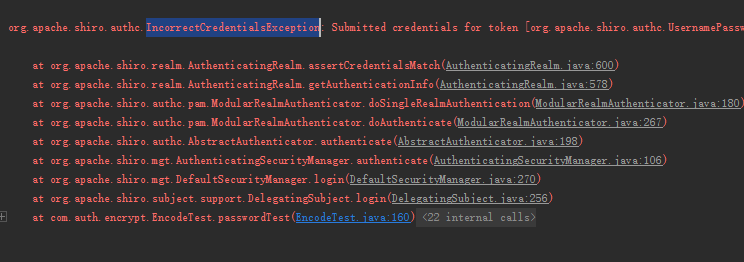 org.apache.shiro.authc.IncorrectCredentialsException: Submitted credentials for token [org.apache.shiro.authc.UsernamePassw
at org.apache.shiro.realm.AuthenticatingRealm.assertCredentialsMatch(AuthenticatingRealm.java:600)
at org.apache.shiro.realm.AuthenticatingRealm.getAuthenticationInfo(AuthenticatingRealm.java:578)
at org.apache.shiro.authc.pam.ModularRealmAuthenticator.doSingleRealmAuthentication(ModularRealmAuthenticator.java:180)
at org.apache.shiro.authc.pam.ModularRealmAuthenticator.doAuthenticate(ModularRealmAuthenticator.java:267)
at org.apache.shiro.authc.AbstractAuthenticator.authenticate(AbstractAuthenticator.java:198)
at org.apache.shiro.mgt.AuthenticatingSecurityManager.authenticate(AuthenticatingSecurityManager.java:106)
at org.apache.shiro.mgt.DefaultSecurityManager.login(DefaultSecurityManager.java:270)
at org.apache.shiro.subject.support.DelegatingSubject.login(DelegatingSubject.java:256)
at com.auth.encrypt.EncodeTest.passwordTest(EncodeTest.java:160) <22 internal calls>